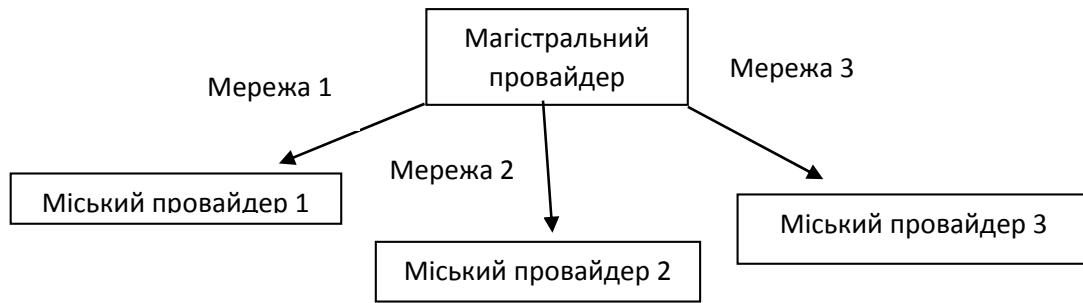 Магістральний
провайдер
Мережа 1
Мережа 3
Мережа 2
Міський провайдер 1
Міський провайдер 2
Міський провайдер 3